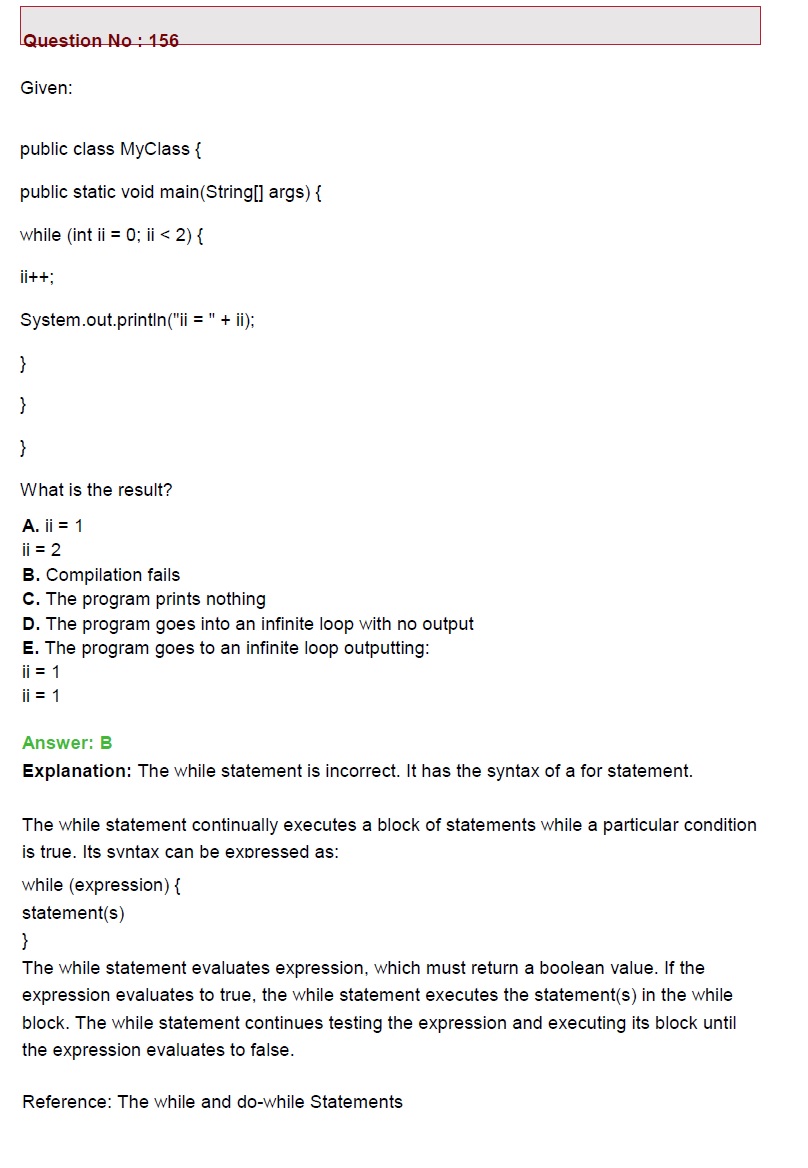 Question No : 156
Given:
public class MyClass {
public static void main(String[] args) {
while (int ii = 0; ii < 2) {
ii++;
System.out.println("ii = " + ii);
}
}
}
What is the result?
A. ii = 1
ii = 2
B. Compilation fails
C. The program prints nothing
D. The program goes into an infinite loop with no output
E. The program goes to an infinite loop outputting:
ii = 1
ii = 1
Answer: B
Explanation: The while statement is incorrect. It has the syntax of a for statement.
The while statement continually executes a block of statements while a particular condition
is true. Its syntax can be expressed as:
while (expression) {
statement(s)
}
The while statement evaluates expression, which must return a boolean value. If the
expression evaluates to true, the while statement executes the statement(s) in the while
block. The while statement continues testing the expression and executing its block until
the expression evaluates to false.
Reference: The while and do-while Statements